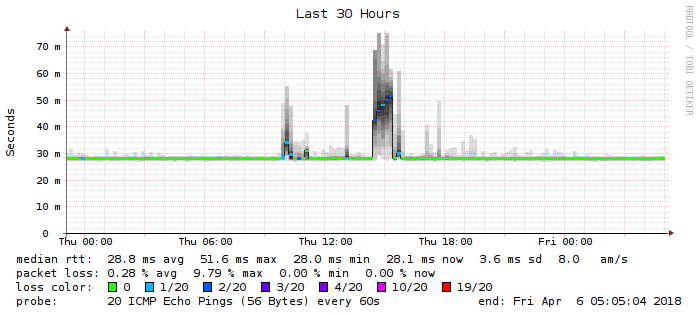 Last 30 Hours
RRDTOOL / TOBI OETIKER
Seconds
70 m
60 m
50 m
40 m
30 m
20 m
10 m
0
Thu 00:00 Thu 06:00 Thu 12:00 Thu 18:00 Fri 00:00
median rtt: 28.8 ms avg 51.6 ms max 28.0 ms min 28.1 ms now 3.6 ms sd 8.0 am/s
packet loss: 0.28 % avg 9.79 % max 0.00 % min 0.00 % now
loss color: 0 1/20 2/20 3/20 4/20 10/20 19/20
probe: 20 ICMP Echo Pings (56 Bytes) every 60s end: Fri Apr 6 05:05:04 2018